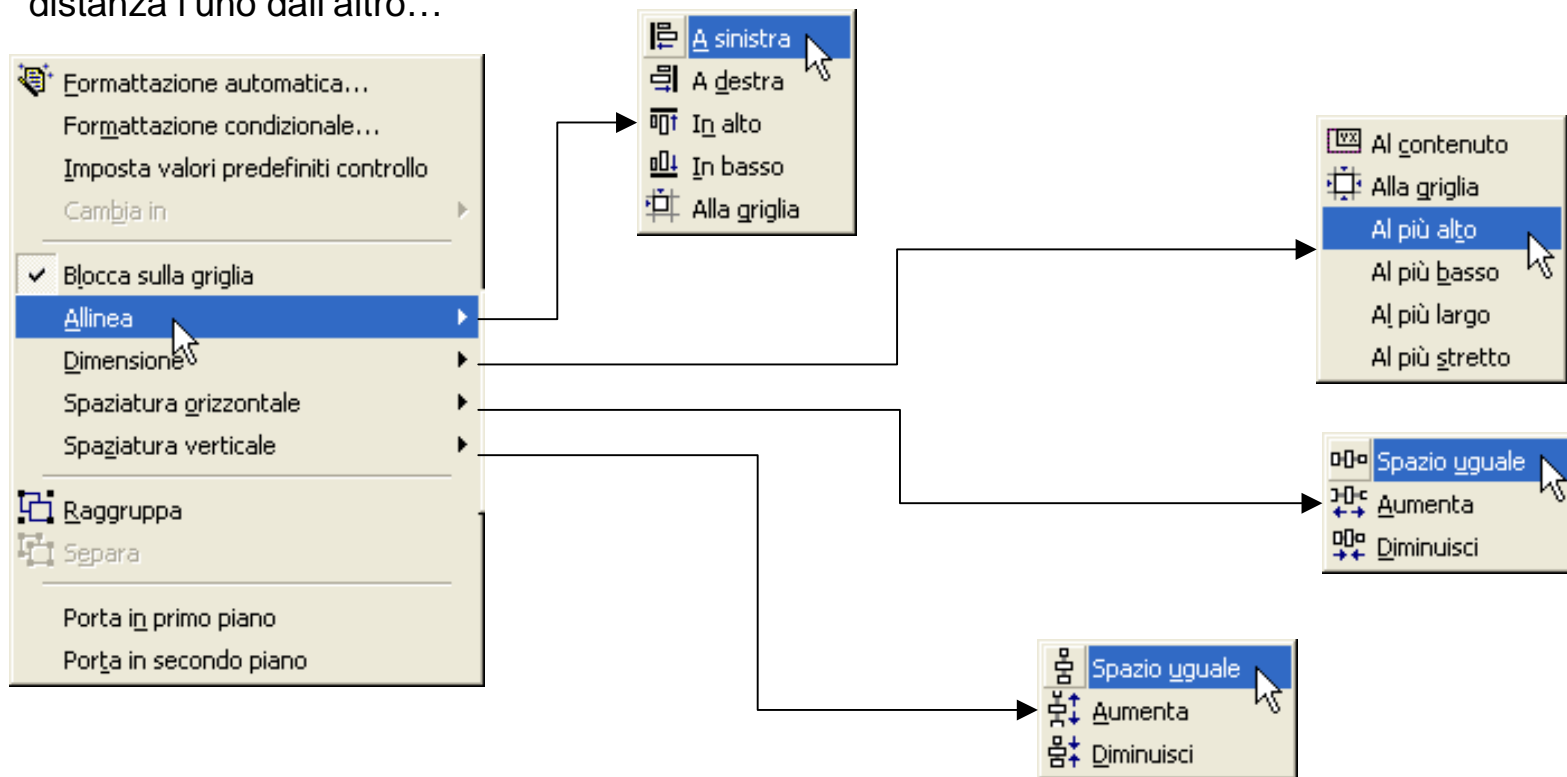 distanza l'uno dall'altro…
Formattazione automatica...
Formattazione condizionale...
Imposta valori predefiniti controllo
Cambia in
Blocca sulla griglia
Allinea
Dimensione
Spaziatura orizzontale
Spaziatura verticale
Raggruppa
Separa
Porta in primo piano
Porta in secondo piano
A sinistra
A destra
In alto
In basso
Alla griglia
Al contenuto
Alla griglia
Al più alto
Al più basso
Al più largo
Al più stretto
Spazio uguale
Aumenta
Diminuisci
Spazio uguale
Aumenta
Diminuisci